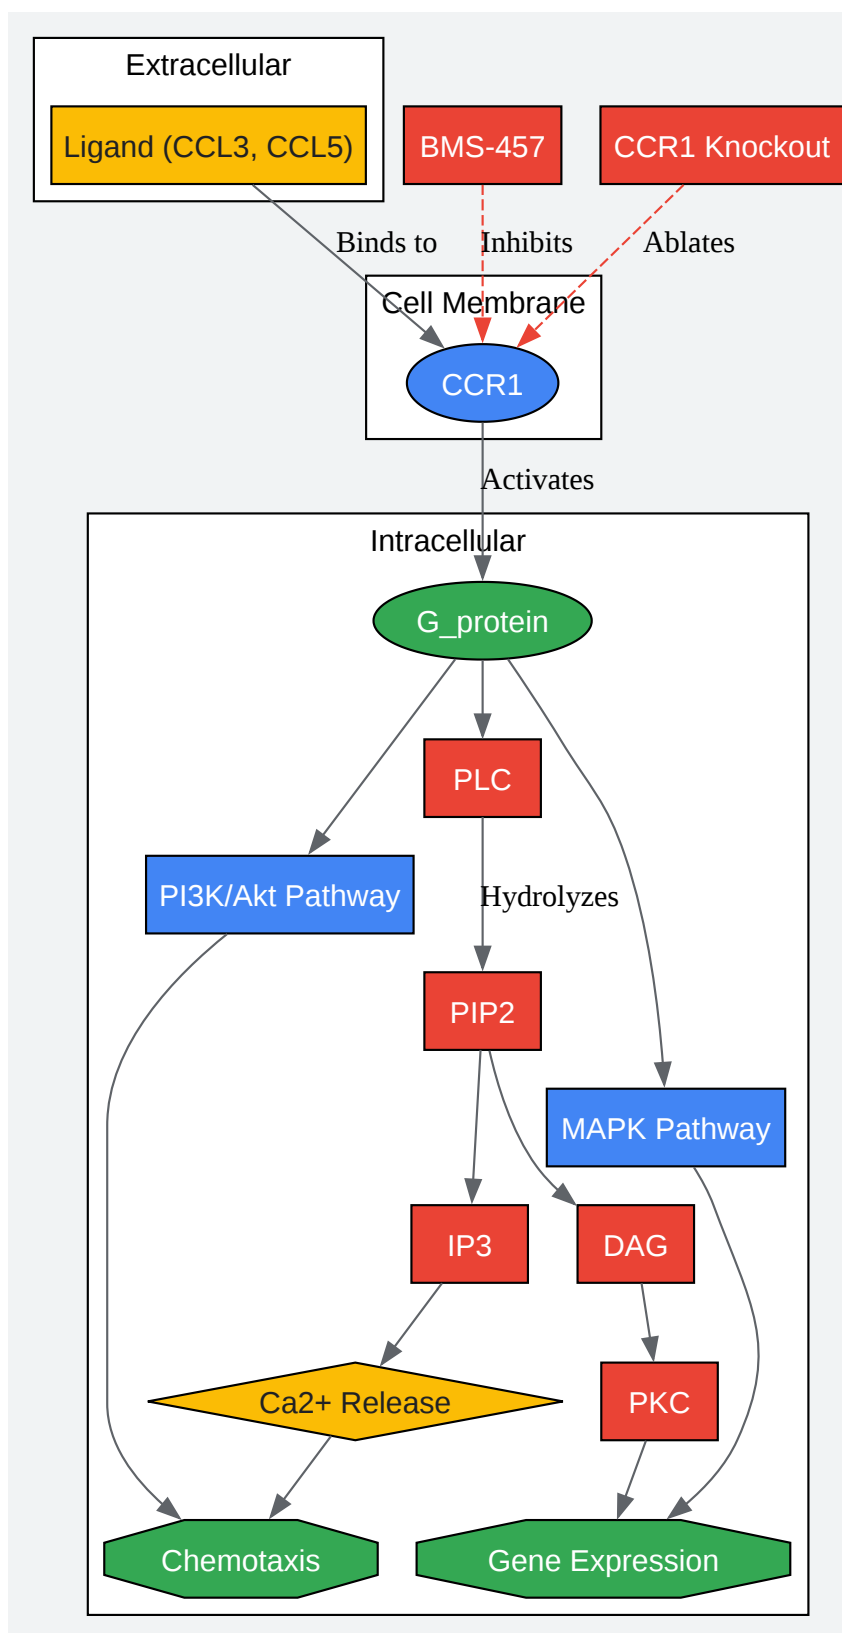 Extracellular
Ligand (CCL3, CCL5)
BMS-457
CCR1 Knockout
Binds to
Inhibits
Ablates
Cell Membrane
CCR1
Activates
Intracellular
G_protein
PLC
PI3K/Akt Pathway
Hydrolyzes
PIP2
MAPK Pathway
IP3
DAG
Ca2+ Release
PKC
Chemotaxis
Gene Expression